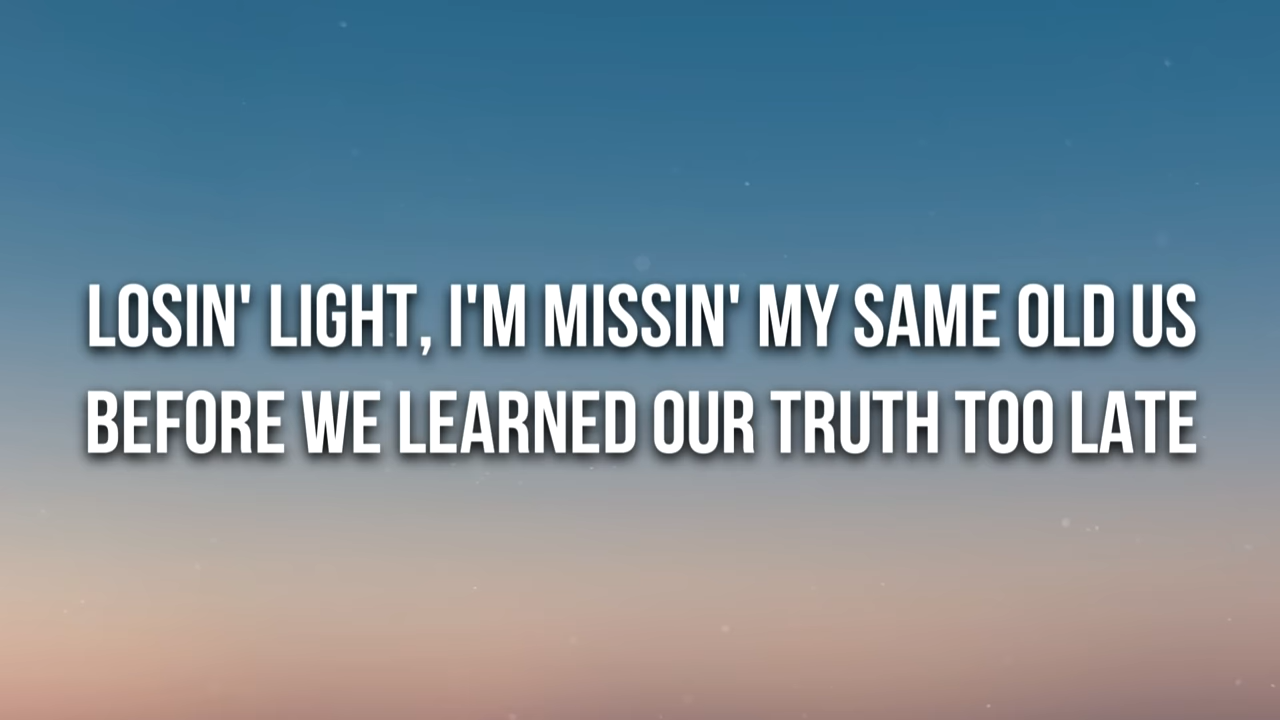 LOSIN' LIGHT, I'M MISSIN' MY SAME OLD US
BEFORE WE LEARNED OUR TRUTH TOO LATE